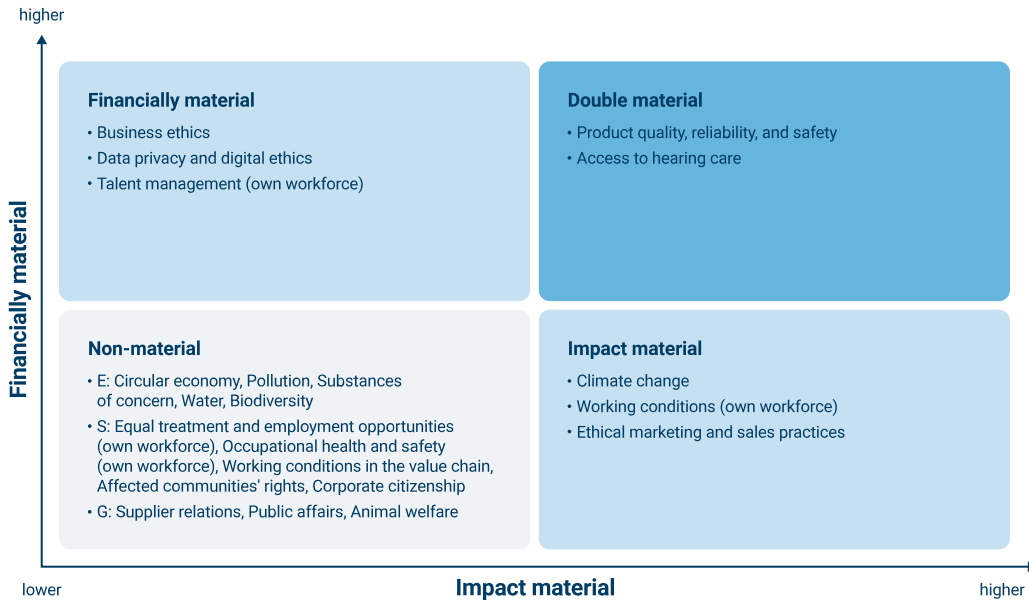 higher
Financially material
• Business ethics
• Data privacy and digital ethics
• Talent management (own workforce)
Double material
• Product quality, reliability, and safety
• Access to hearing care
Financially material
Non-material
• E: Circular economy, Pollution, Substances
of concern, Water, Biodiversity
• S: Equal treatment and employment opportunities
(own workforce), Occupational health and safety
(own workforce), Working conditions in the value chain,
Affected communities' rights, Corporate citizenship
• G: Supplier relations, Public affairs, Animal welfare
Impact material
• Climate change
• Working conditions (own workforce)
• Ethical marketing and sales practices
lower
Impact material
higher